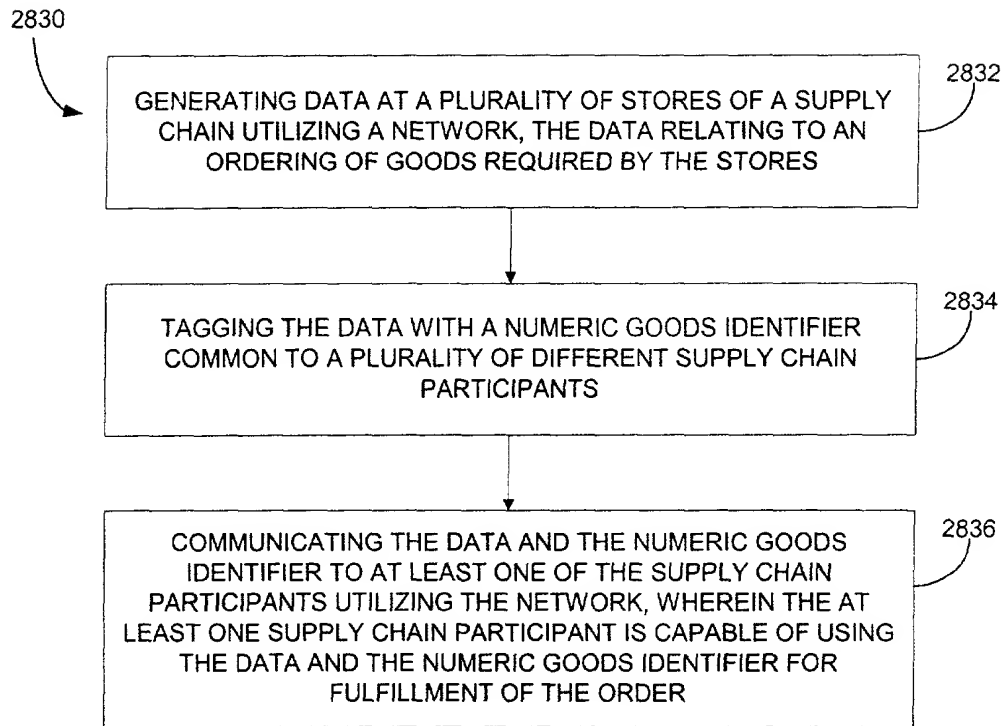 2830
GENERATING DATA AT A PLURALITY OF STORES OF A SUPPLY
CHAIN UTILIZING A NETWORK, THE DATA RELATING TO AN
ORDERING OF GOODS REQUIRED BY THE STORES
2832
TAGGING THE DATA WITH A NUMERIC GOODS IDENTIFIER
COMMON TO A PLURALITY OF DIFFERENT SUPPLY CHAIN
PARTICIPANTS
2834
COMMUNICATING THE DATA AND THE NUMERIC GOODS
IDENTIFIER TO AT LEAST ONE OF THE SUPPLY CHAIN
PARTICIPANTS UTILIZING THE NETWORK, WHEREIN THE AT
LEAST ONE SUPPLY CHAIN PARTICIPANT IS CAPABLE OF USING
THE DATA AND THE NUMERIC GOODS IDENTIFIER FOR
FULFILLMENT OF THE ORDER
2836